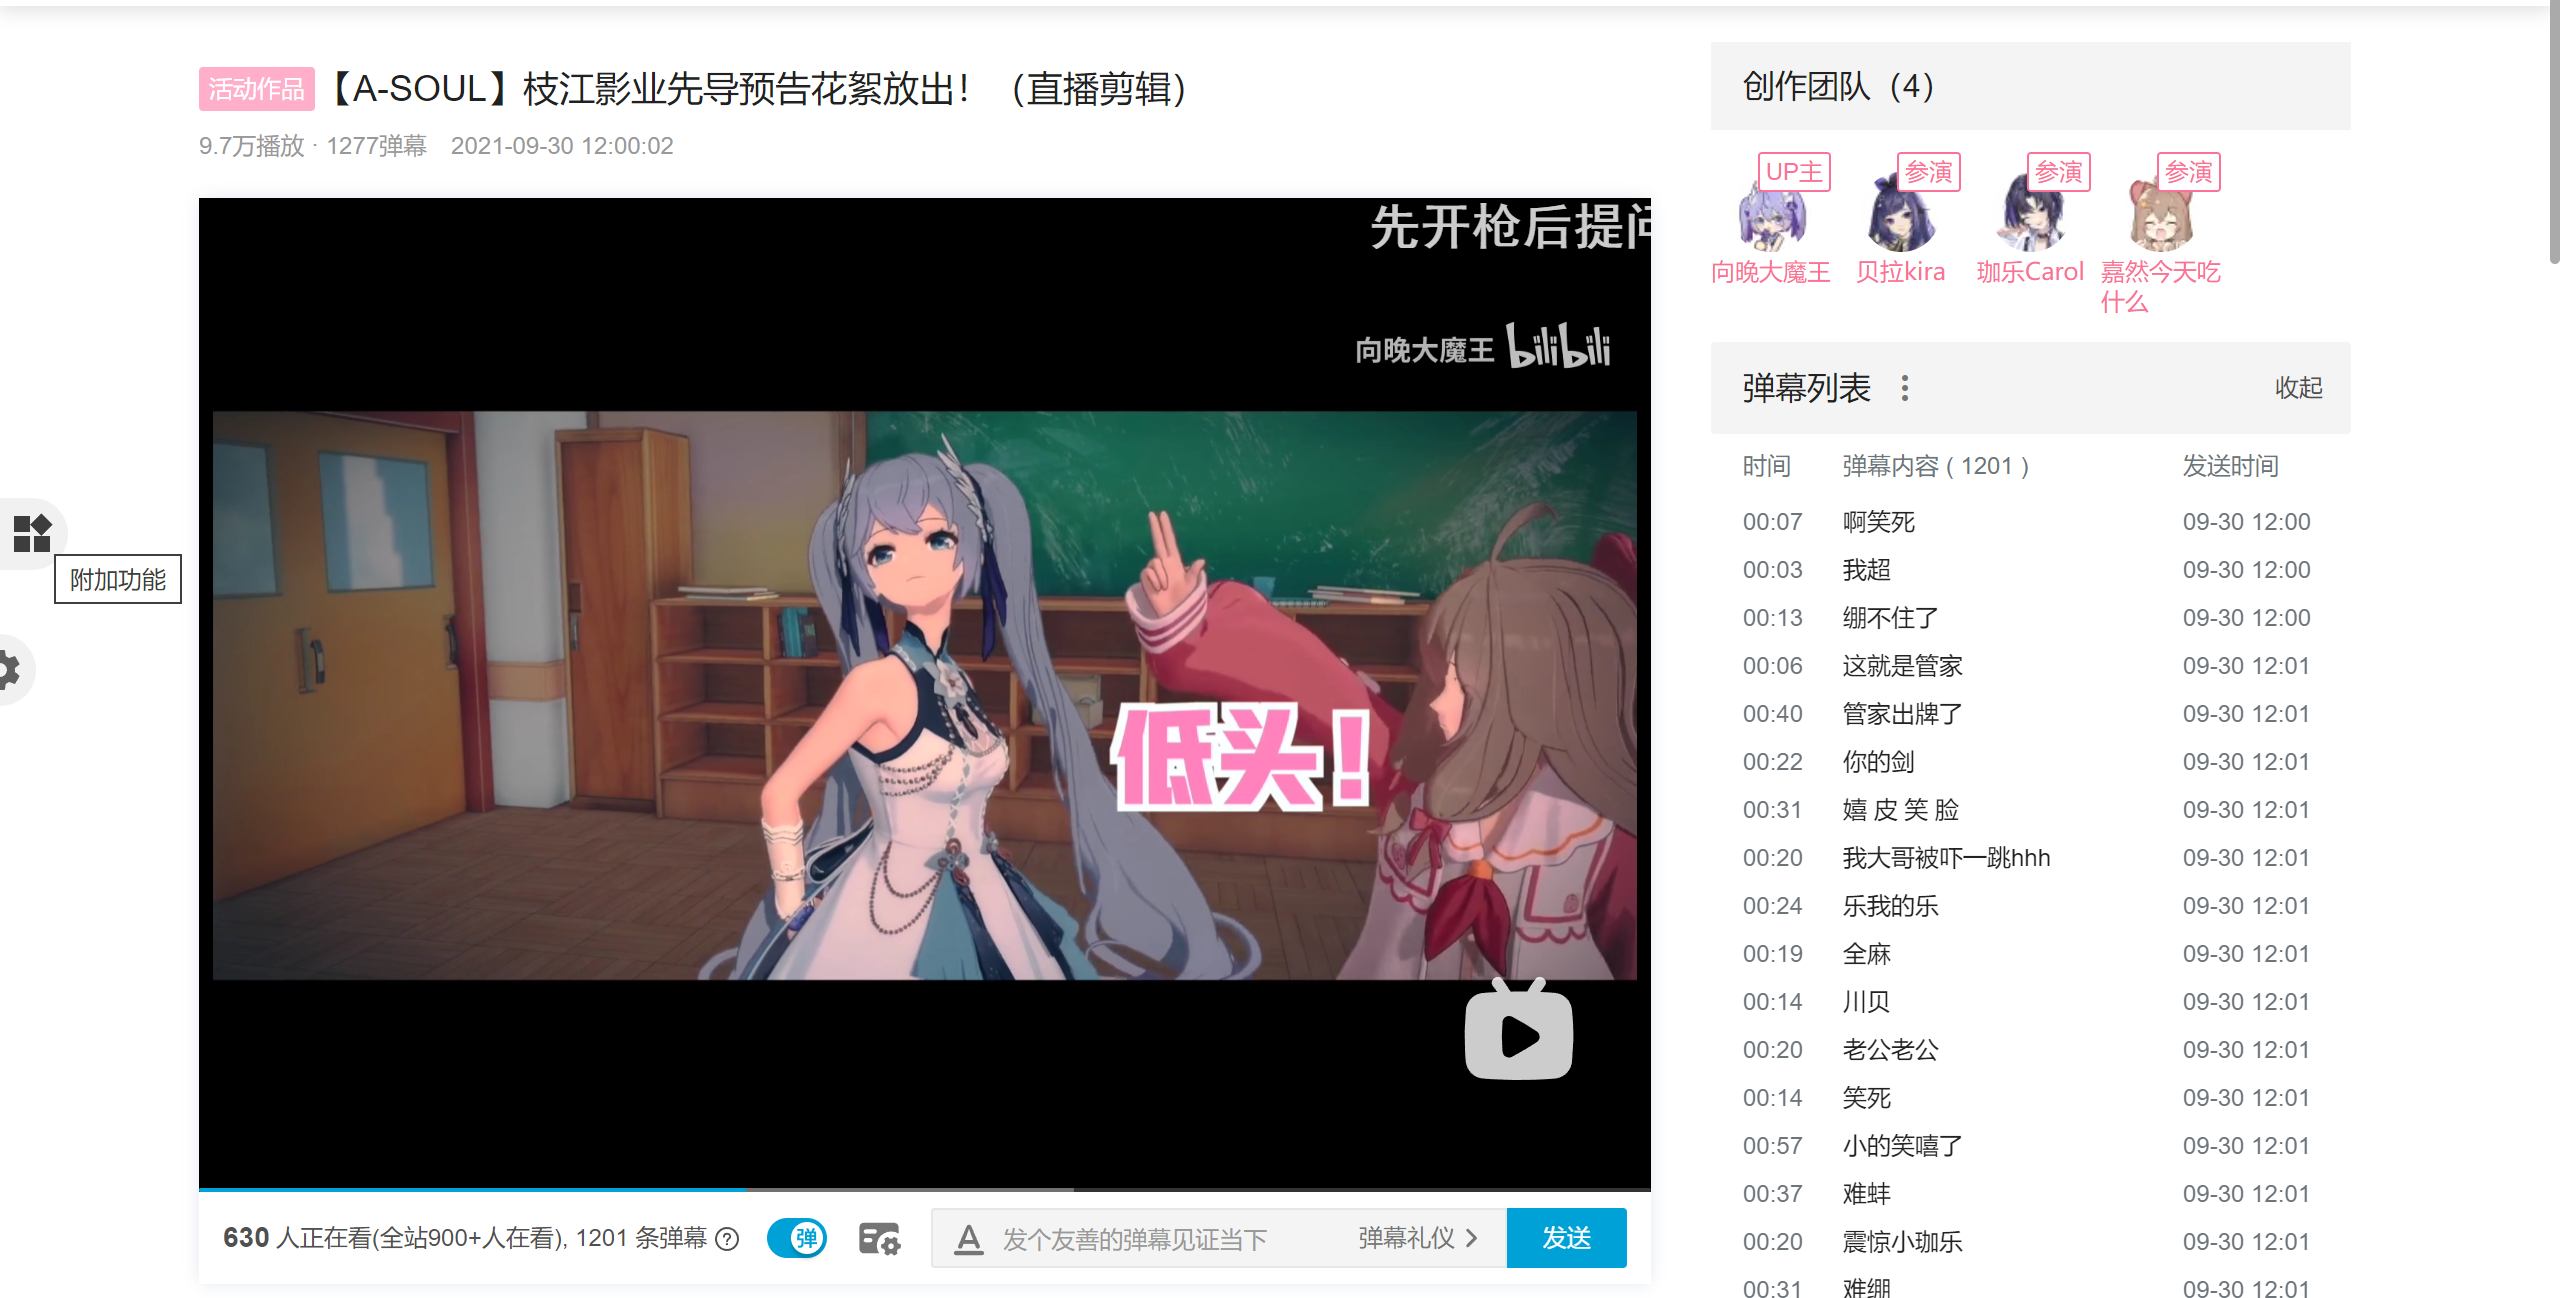 活动作品 【A-SOUL】枝江影业先导预告花絮放出！（直播剪辑）
9.7万播放 · 1277弹幕 2021-09-30 12:00:02
先开枪后提问
向晚大魔王 bilibili
低头！
附加功能
630 人正在看(全站900+人在看), 1201 条弹幕 ?
弹
A 发个友善的弹幕见证当下 弹幕礼仪 >
发送
创作团队（4）
UP主 参演 参演 参演
向晚大魔王 贝拉kira 珈乐Carol 嘉然今天吃
什么
弹幕列表 收起
时间 弹幕内容 ( 1201 ) 发送时间
00:07 啊笑死 09-30 12:00
00:03 我超 09-30 12:00
00:13 绷不住了 09-30 12:00
00:06 这就是管家 09-30 12:01
00:40 管家出牌了 09-30 12:01
00:22 你的剑 09-30 12:01
00:31 嬉 皮 笑 脸 09-30 12:01
00:20 我大哥被吓一跳hhh 09-30 12:01
00:24 乐我的乐 09-30 12:01
00:19 全麻 09-30 12:01
00:14 川贝 09-30 12:01
00:20 老公老公 09-30 12:01
00:14 笑死 09-30 12:01
00:57 小的笑嘻了 09-30 12:01
00:37 难蚌 09-30 12:01
00:20 震惊小珈乐 09-30 12:01
00:31 难绷 09-30 12:01